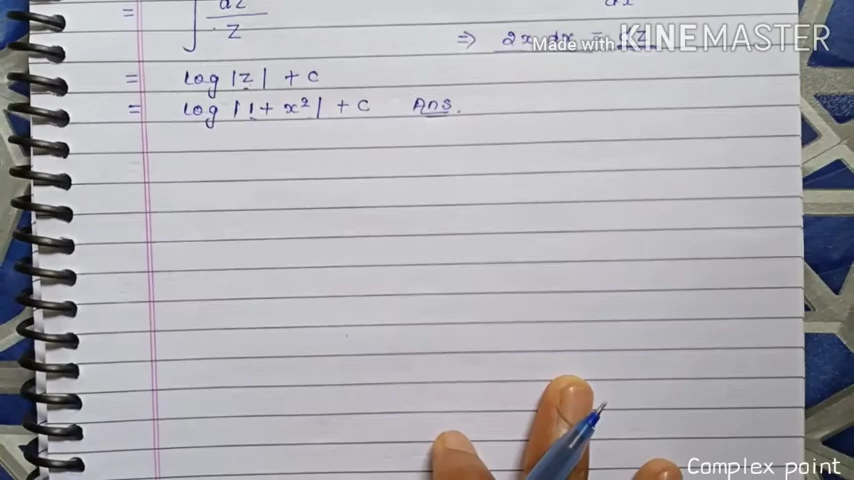 = ∫ dz/z
⇒ 2x dx = dz
Made with KINEMASTER
= log |z| + c
= log |1 + x²| + c Ans.
Complex point